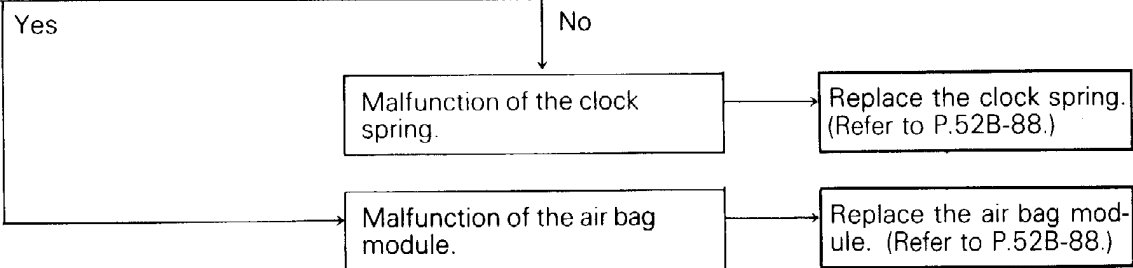 Yes
No
Malfunction of the clock
spring.
Replace the clock spring.
(Refer to P.52B-88.)
Malfunction of the air bag
module.
Replace the air bag mod-
ule. (Refer to P.52B-88.)